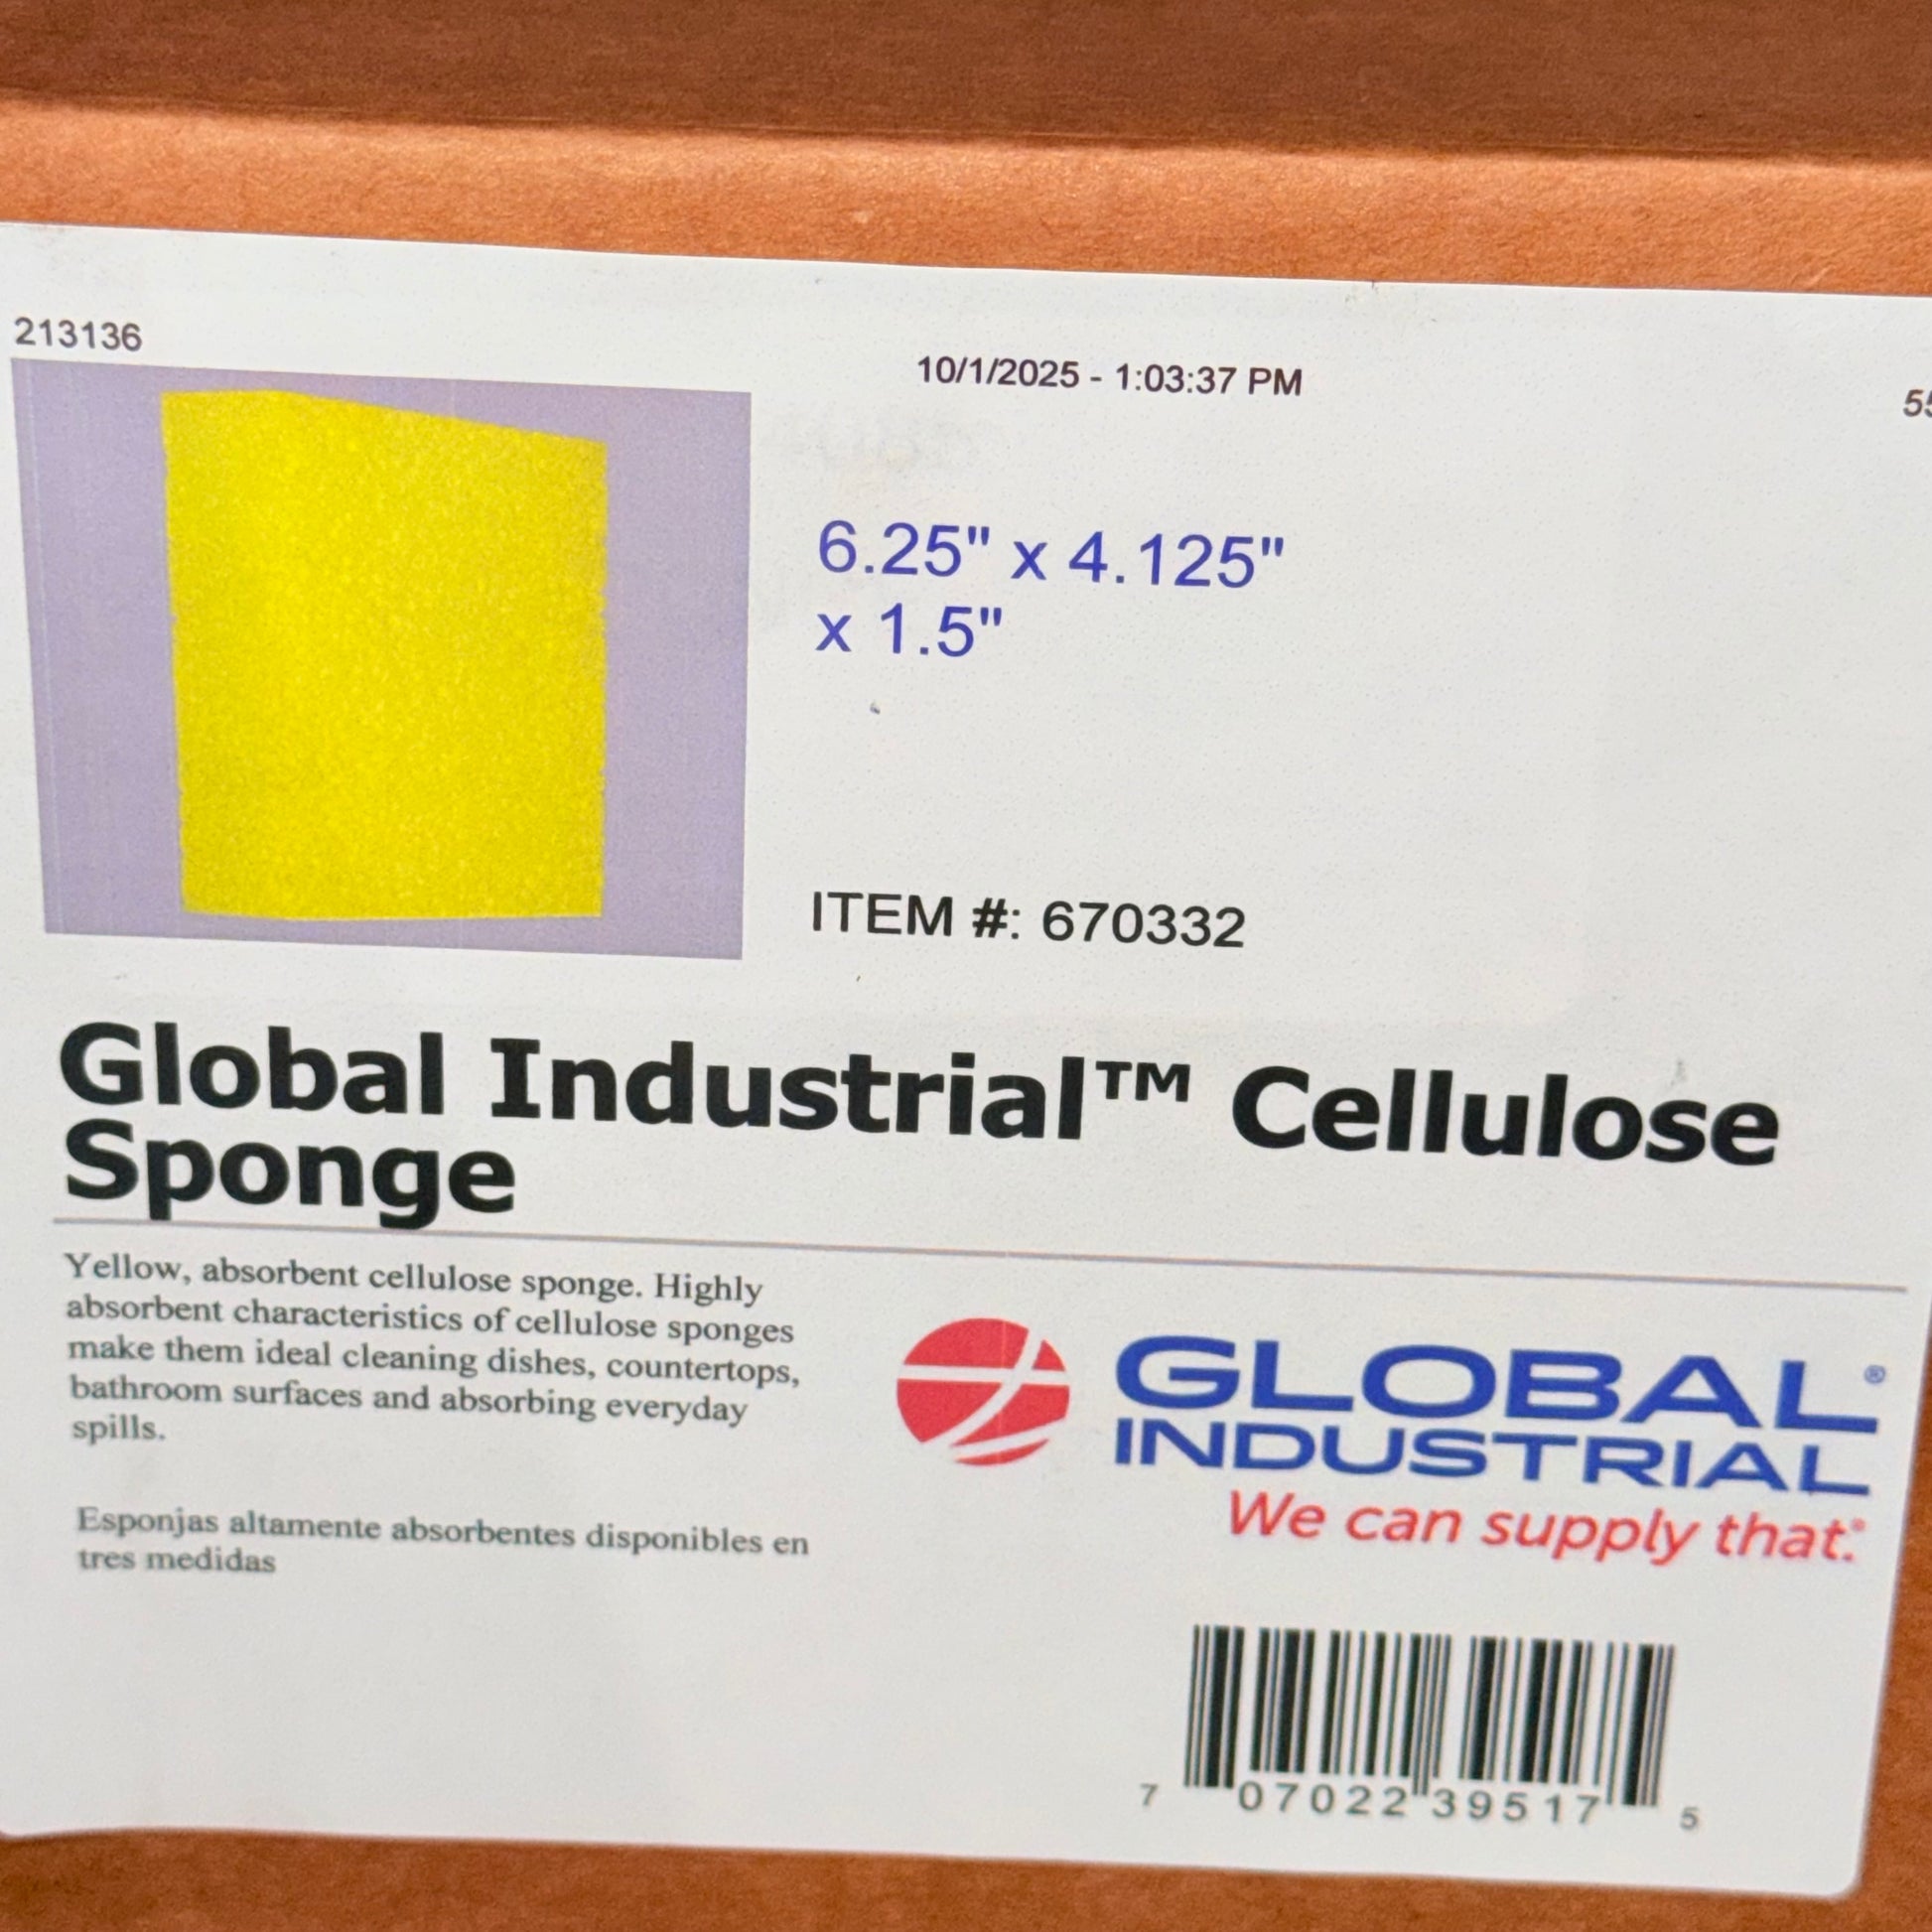 213136
10/1/2025 - 1:03:37 PM
6.25" x 4.125"
x 1.5"
ITEM #: 670332
Global Industrial™ Cellulose
Sponge
Yellow, absorbent cellulose sponge. Highly
absorbent characteristics of cellulose sponges
make them ideal cleaning dishes, countertops,
bathroom surfaces and absorbing everyday
spills.
Esponjas altamente absorbentes disponibles en
tres medidas
GLOBAL®
INDUSTRIAL
We can supply that.®
7 07022 39517 5